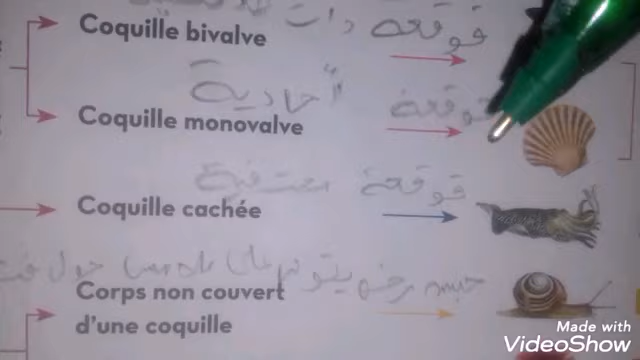 قوقعة ذات
Coquille bivalve
قوقعة أحادية
Coquille monovalve
قوقعة
Coquille cachée
Corps non couvert
d'une coquille
Made with
VideoShow